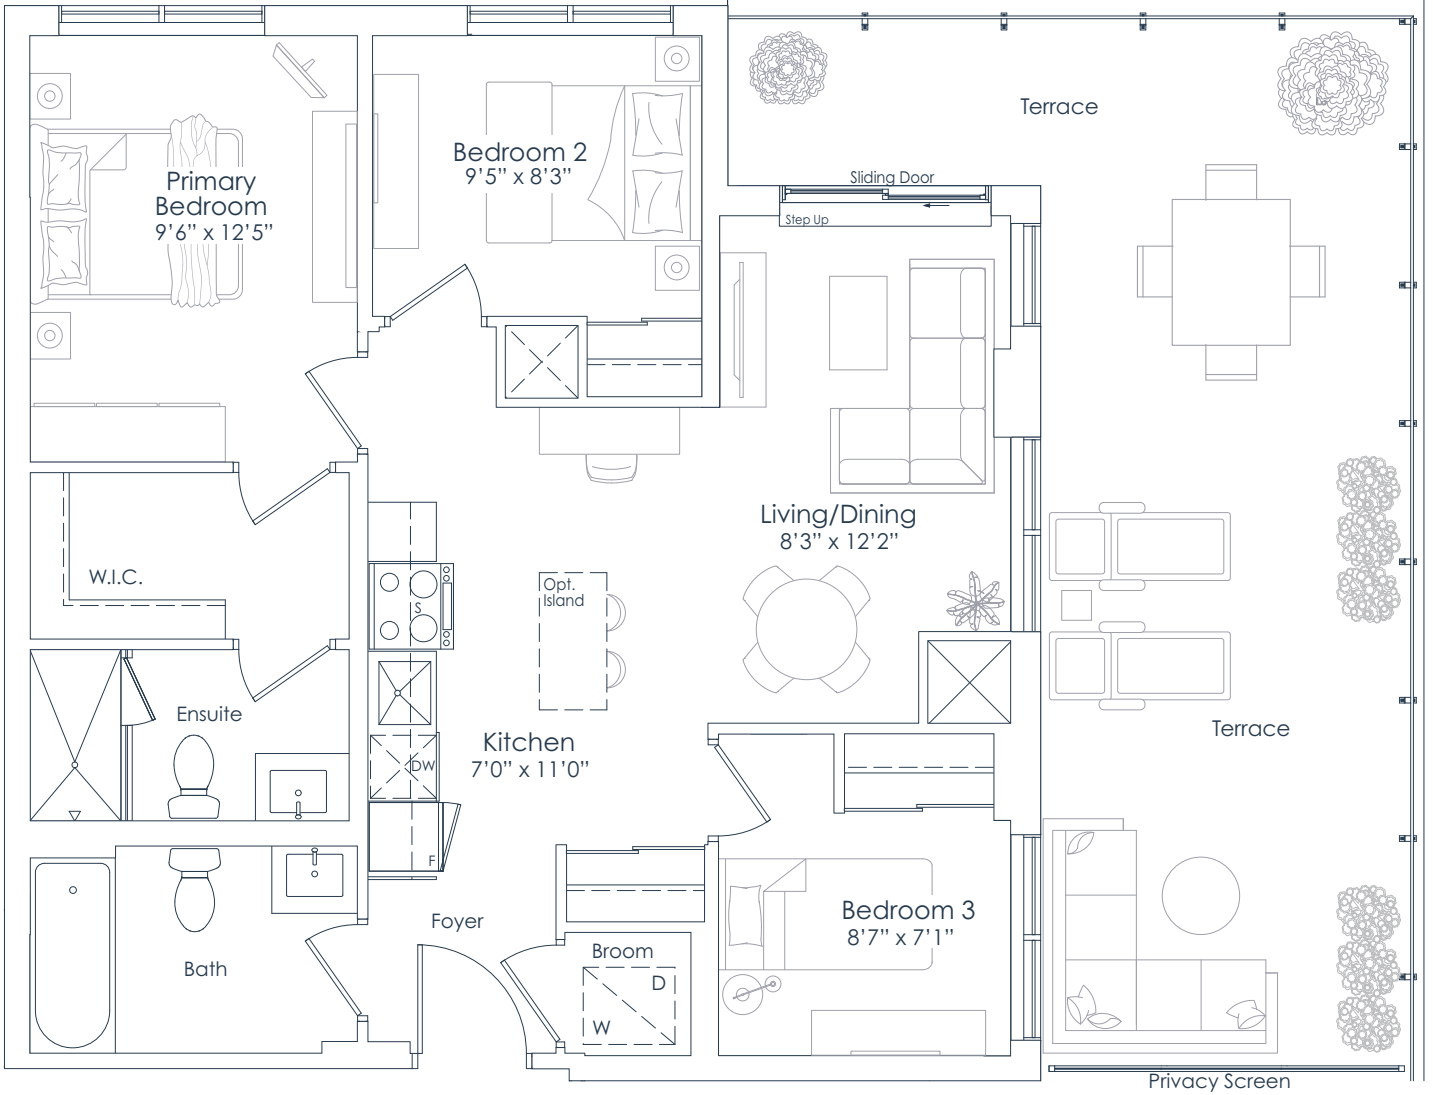 Terrace
Sliding Door
Step Up
Bedroom 2
9’5” x 8’3”
Primary
Bedroom
9’6” x 12’5”
Living/Dining
8’3” x 12’2”
W.I.C.
Opt.
Island
S
Ensuite
Kitchen
7’0” x 11’0”
DW
Terrace
F
Foyer
Bedroom 3
8’7” x 7’1”
Bath
Broom
D
W
Privacy Screen